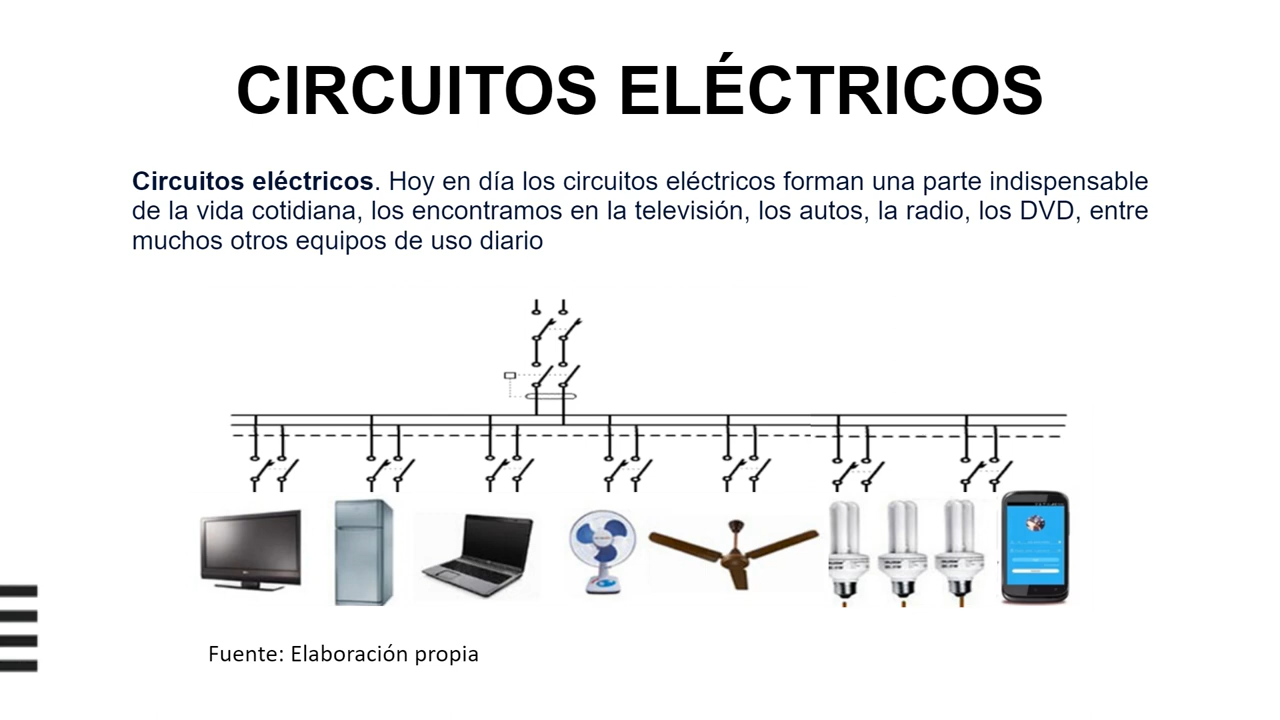 CIRCUITOS ELÉCTRICOS
Circuitos eléctricos. Hoy en día los circuitos eléctricos forman una parte indispensable
de la vida cotidiana, los encontramos en la televisión, los autos, la radio, los DVD, entre
muchos otros equipos de uso diario
Fuente: Elaboración propia